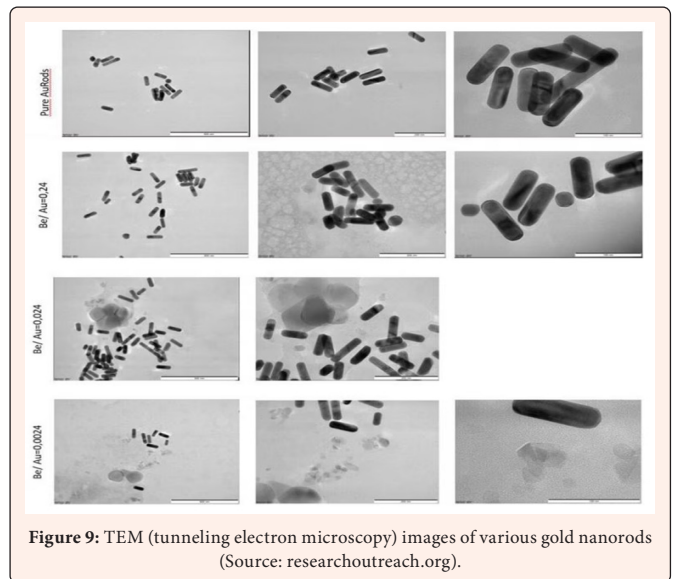 Pure AuRods
Be/ Au=0,24
Be/ Au=0,024
Be/ Au=0,0024
Figure 9: TEM (tunneling electron microscopy) images of various gold nanorods
(Source: researchoutreach.org).